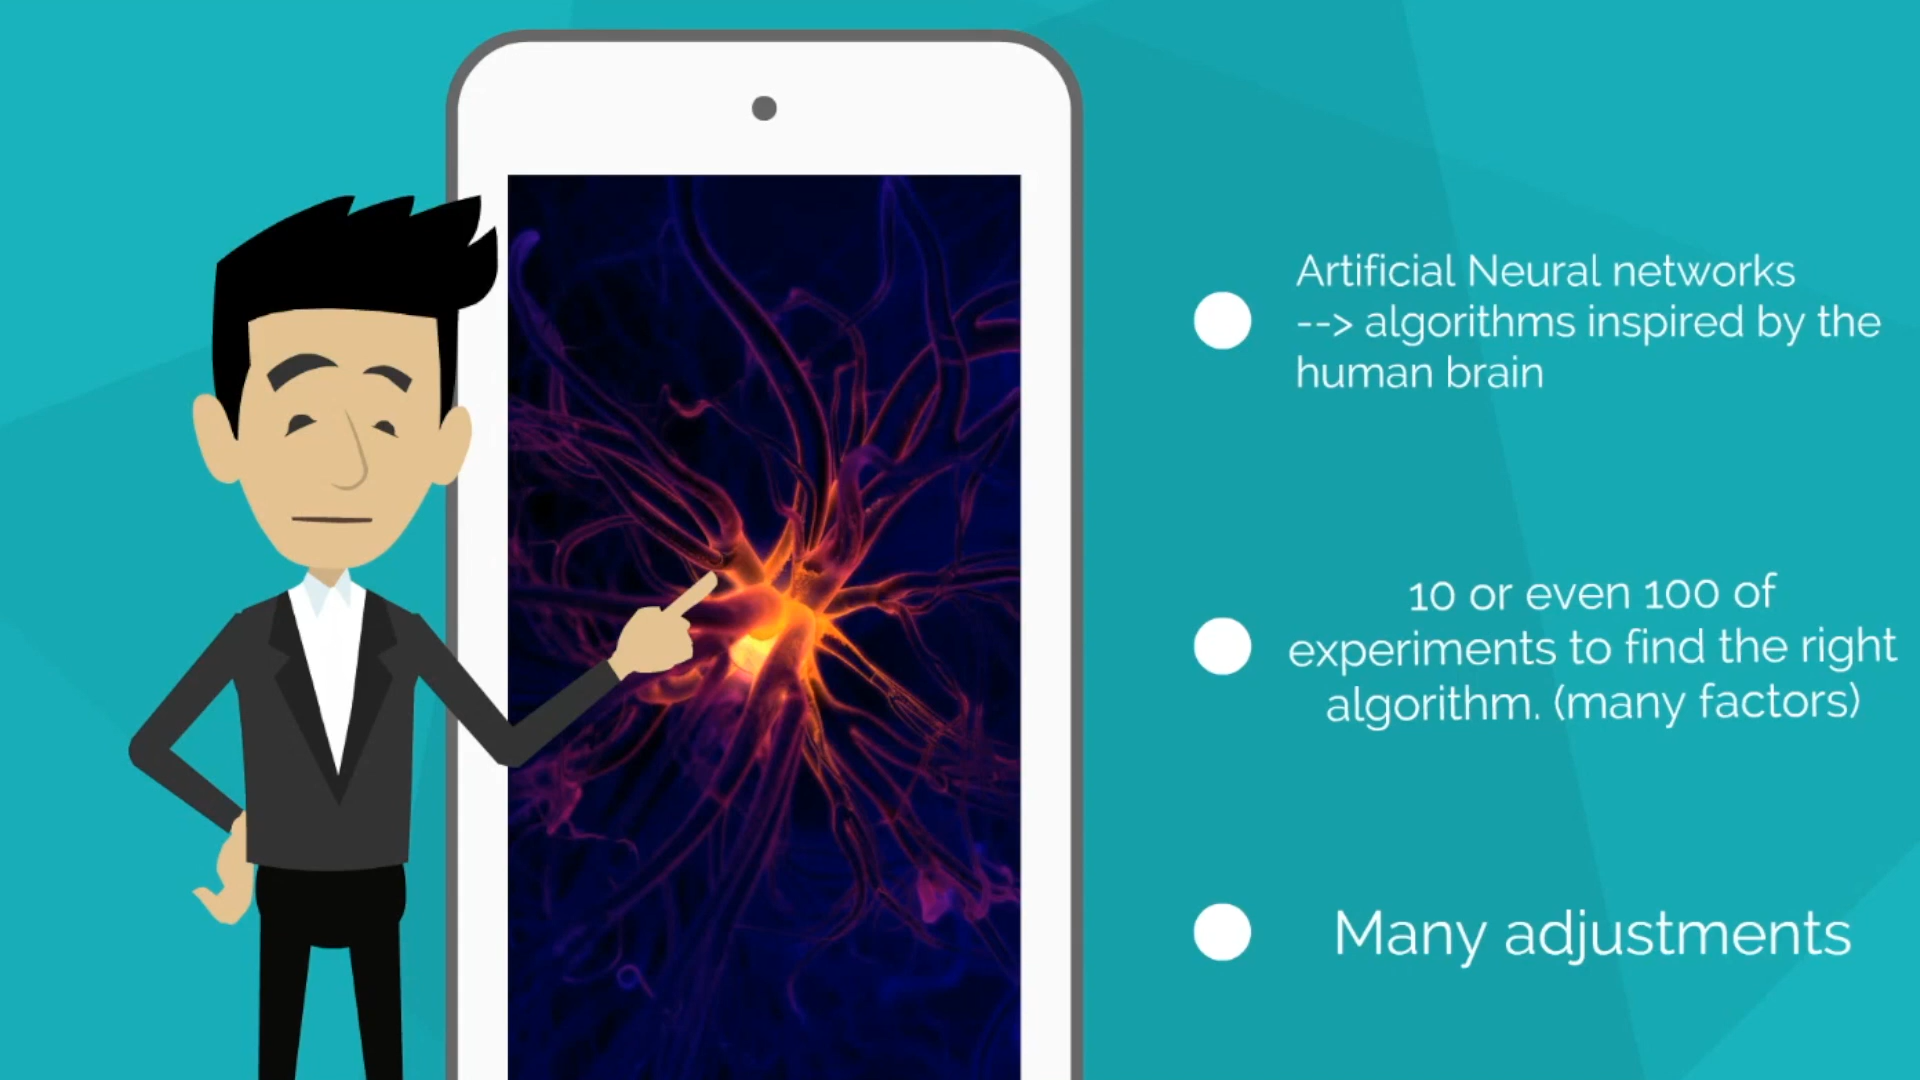 Artificial Neural networks
--> algorithms inspired by the
human brain
10 or even 100 of
experiments to find the right
algorithm. (many factors)
Many adjustments